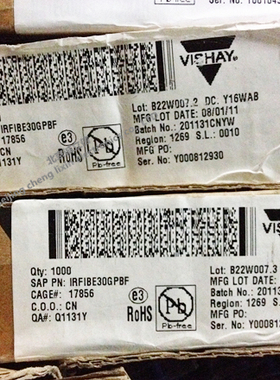 VISHAY
Pb-free
Lot: B22W007.2 DC. Y16WAB
MFG LOT DATE: 08/01/11
Batch No: 201131CNYW
Region: 1269 S.L: 0010
MFG PO:
Ser. No: Y000812930
IRFIBE30GPBF
17856
CN
Q1131Y
e3
RoHS
Pb-free
Qty: 1000
SAP PN: IRFIBE30GPBF
CAGE#: 17856
C.O.O.: CN
QA#: Q1131Y
e3
RoHS
Pb-free
Lot: B22W007.3
MFG LOT DATE:
Batch No: 20113
Region: 1269
MFG PO:
Ser. No: Y00081